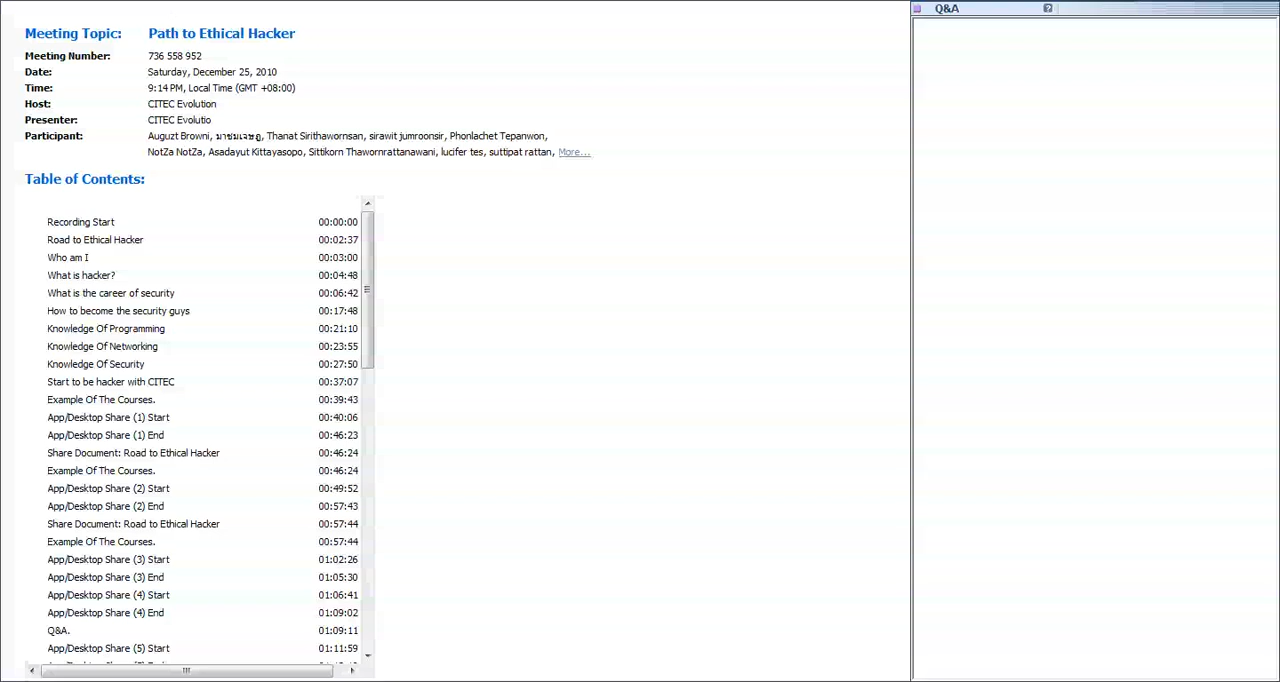 Meeting Topic: Path to Ethical Hacker
Meeting Number: 736 558 952
Date: Saturday, December 25, 2010
Time: 9:14 PM, Local Time (GMT +08:00)
Host: CITEC Evolution
Presenter: CITEC Evolutio
Participant: Auguzt Browni, มาชมเจษฎ, Thanat Sirithawornsan, sirawit jumroonsir, Phonlachet Tepanwon,
NotZa NotZa, Asadayut Kittayasopo, Sittikorn Thawornrattanawani, lucifer tes, suttipat rattan, More...
Table of Contents:
Recording Start 00:00:00
Road to Ethical Hacker 00:02:37
Who am I 00:03:00
What is hacker? 00:04:48
What is the career of security 00:06:42
How to become the security guys 00:17:48
Knowledge Of Programming 00:21:10
Knowledge Of Networking 00:23:55
Knowledge Of Security 00:27:50
Start to be hacker with CITEC 00:37:07
Example Of The Courses. 00:39:43
App/Desktop Share (1) Start 00:40:06
App/Desktop Share (1) End 00:46:23
Share Document: Road to Ethical Hacker 00:46:24
Example Of The Courses. 00:46:24
App/Desktop Share (2) Start 00:49:52
App/Desktop Share (2) End 00:57:43
Share Document: Road to Ethical Hacker 00:57:44
Example Of The Courses. 00:57:44
App/Desktop Share (3) Start 01:02:26
App/Desktop Share (3) End 01:05:30
App/Desktop Share (4) Start 01:06:41
App/Desktop Share (4) End 01:09:02
Q&A. 01:09:11
App/Desktop Share (5) Start 01:11:59
Q&A